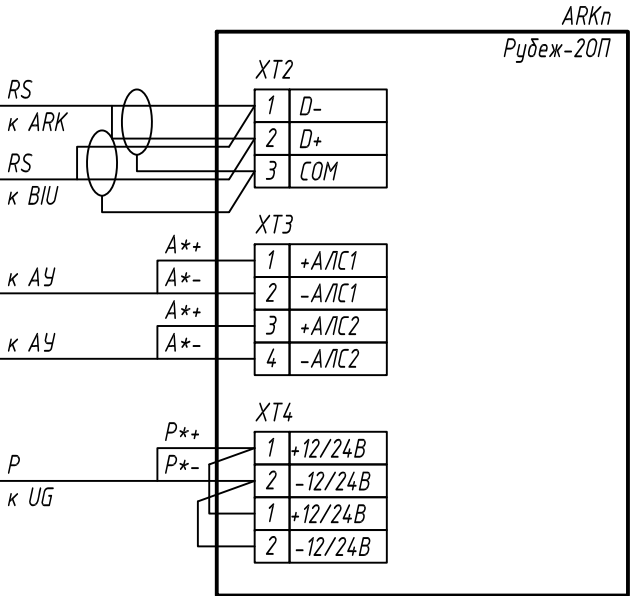 ARKп
Рубеж-20П
XT2
RS
1 D-
к ARK
2 D+
RS
3 COM
к BIU
XT3
A*+
1 +АЛС1
к АУ
A*-
2 -АЛС1
A*+
3 +АЛС2
к АУ
A*-
4 -АЛС2
XT4
P*+
1 +12/24В
P
P*-
2 -12/24В
к UG
1 +12/24В
2 -12/24В